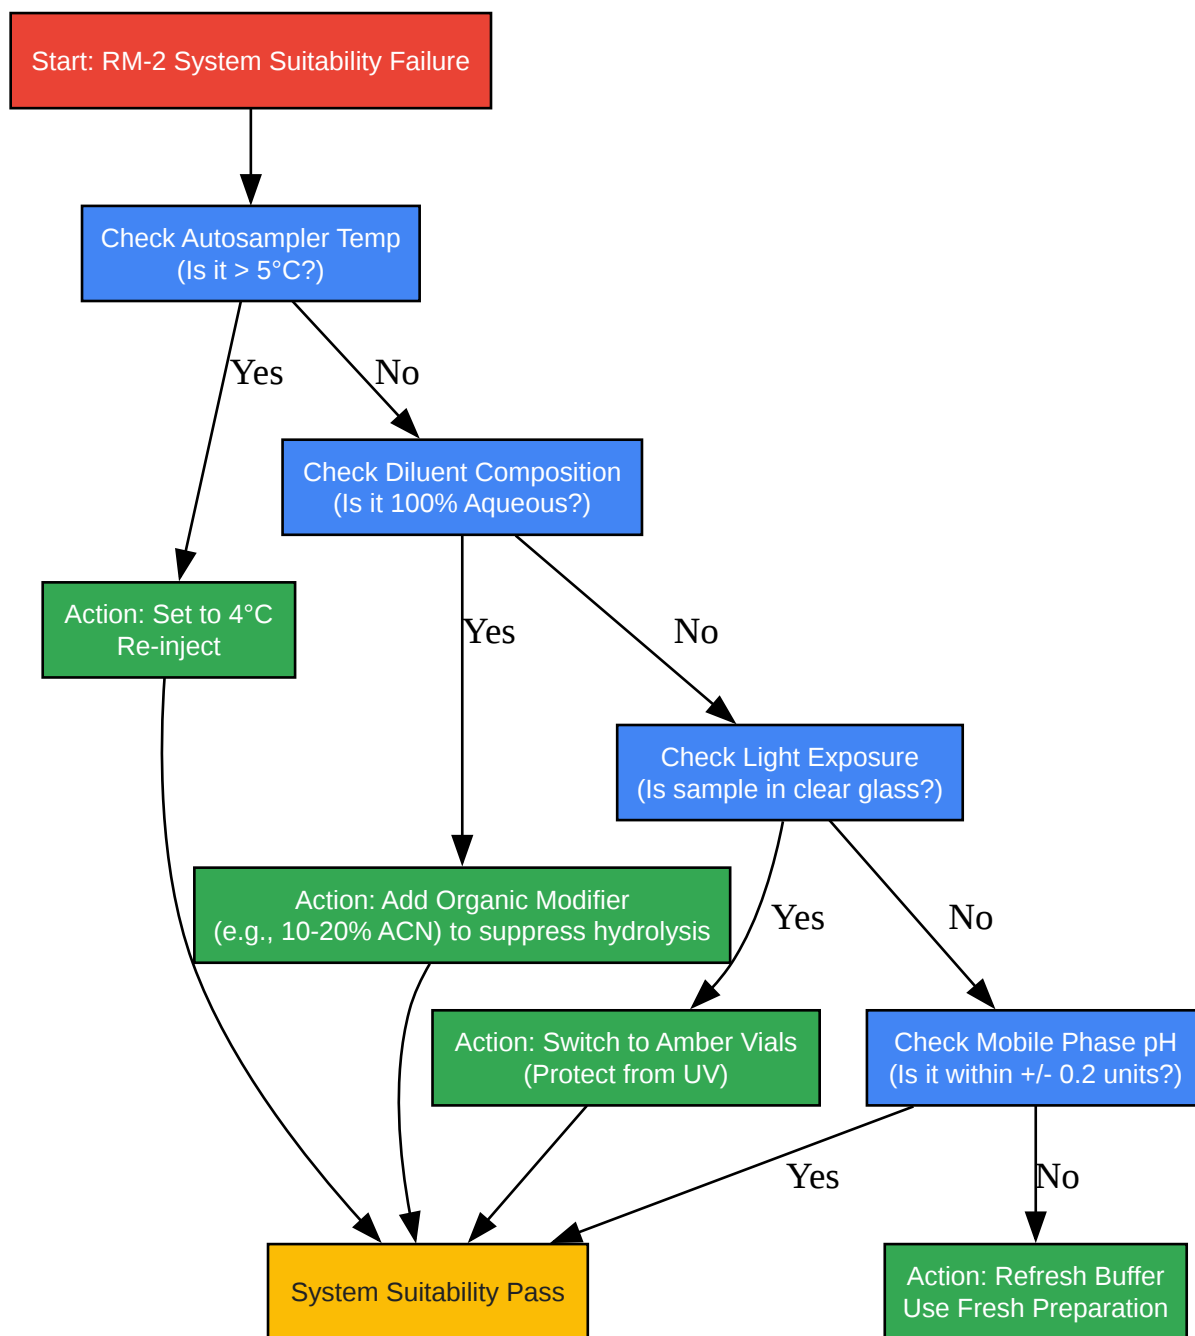 Start: RM-2 System Suitability Failure
Check Autosampler Temp
(Is it > 5°C?)
Yes
No
Check Diluent Composition
(Is it 100% Aqueous?)
Action: Set to 4°C
Re-inject
Yes
No
Check Light Exposure
(Is sample in clear glass?)
Action: Add Organic Modifier
(e.g., 10-20% ACN) to suppress hydrolysis
Yes
No
Action: Switch to Amber Vials
(Protect from UV)
Check Mobile Phase pH
(Is it within +/- 0.2 units?)
Yes
No
System Suitability Pass
Action: Refresh Buffer
Use Fresh Preparation